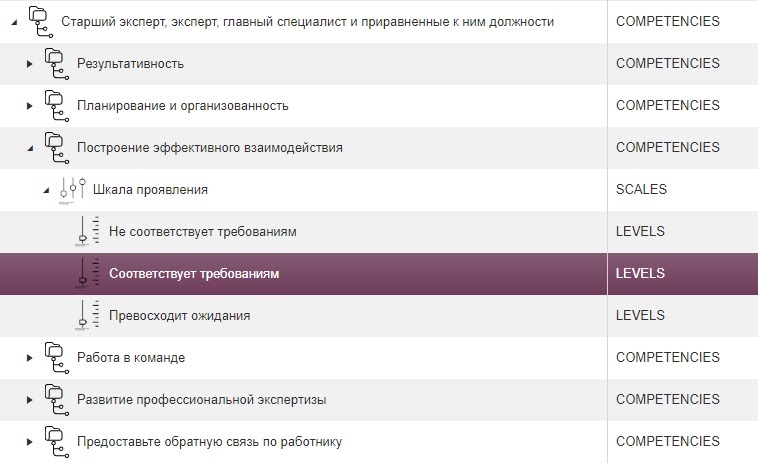 Старший эксперт, эксперт, главный специалист и приравненные к ним должности COMPETENCIES
Результативность COMPETENCIES
Планирование и организованность COMPETENCIES
Построение эффективного взаимодействия COMPETENCIES
Шкала проявления SCALES
Не соответствует требованиям LEVELS
Соответствует требованиям LEVELS
Превосходит ожидания LEVELS
Работа в команде COMPETENCIES
Развитие профессиональной экспертизы COMPETENCIES
Предоставьте обратную связь по работнику COMPETENCIES